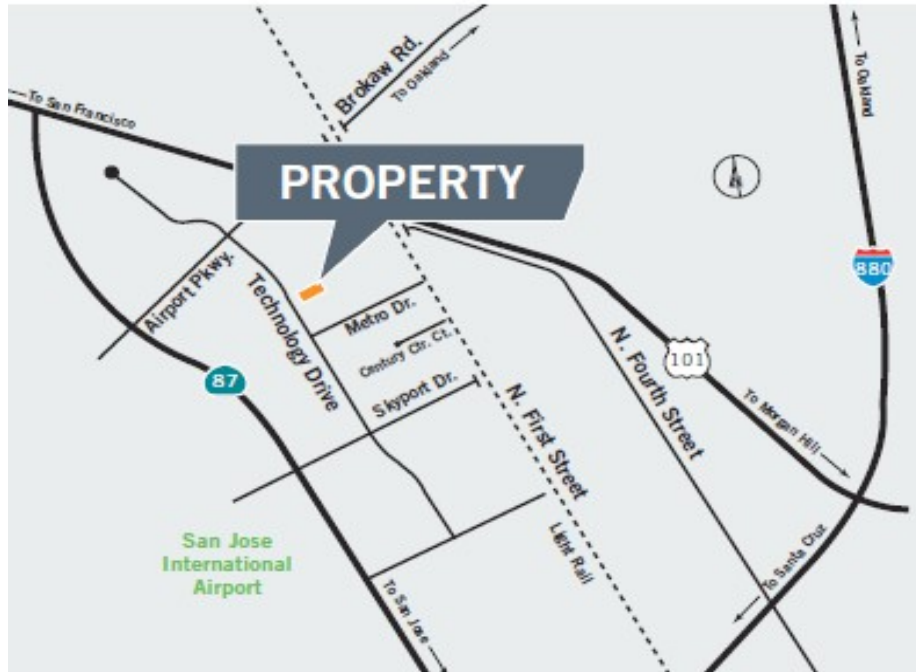 Brokaw Rd.
To Oakland
To Oakland
To San Francisco
PROPERTY
880
Airport Pkwy.
Technology Drive
Metro Dr.
Century Ctr. Ct.
Skyport Dr.
N. First Street
Light Rail
N. Fourth Street
101
To Morgan Hill
87
San Jose
International
Airport
To San Jose
To Santa Cruz